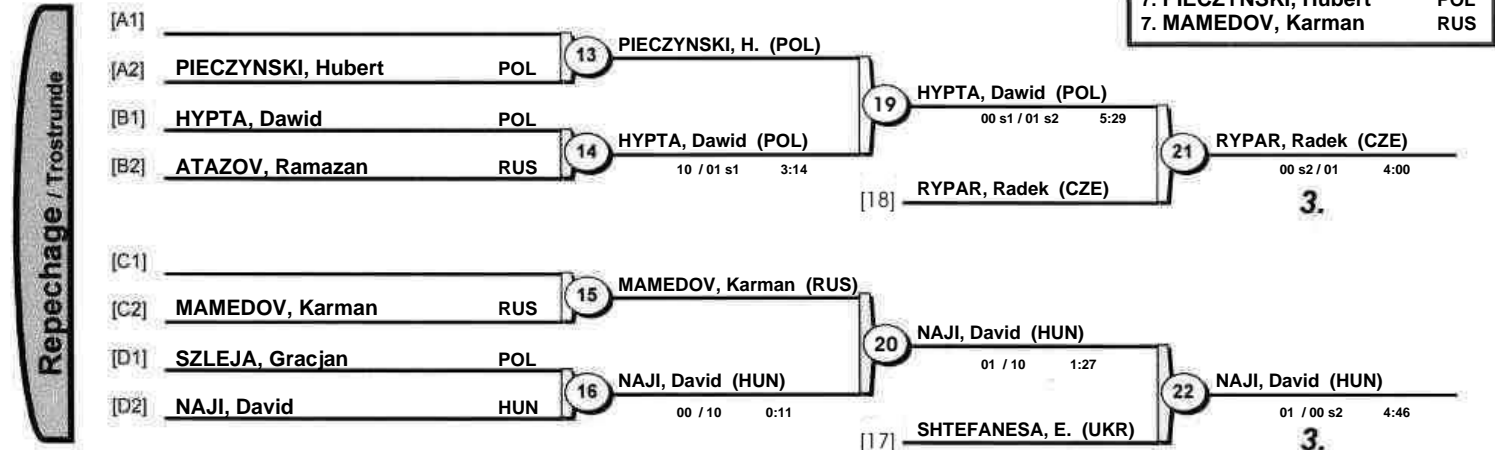 7. PIECZYNSKI, Hubert POL
7. MAMEDOV, Karman RUS
Repechage / Trostrunde
[A1]
[A2] PIECZYNSKI, Hubert POL
13
PIECZYNSKI, H. (POL)
[B1] HYPTA, Dawid POL
[B2] ATAZOV, Ramazan RUS
14
HYPTA, Dawid (POL)
10 / 01 s1 3:14
19
HYPTA, Dawid (POL)
00 s1 / 01 s2 5:29
[18] RYPAR, Radek (CZE)
21
RYPAR, Radek (CZE)
00 s2 / 01 4:00
3.
[C1]
[C2] MAMEDOV, Karman RUS
15
MAMEDOV, Karman (RUS)
[D1] SZLEJA, Gracjan POL
[D2] NAJI, David HUN
16
NAJI, David (HUN)
00 / 10 0:11
20
NAJI, David (HUN)
01 / 10 1:27
[17] SHTEFANESA, E. (UKR)
22
NAJI, David (HUN)
01 / 00 s2 4:46
3.